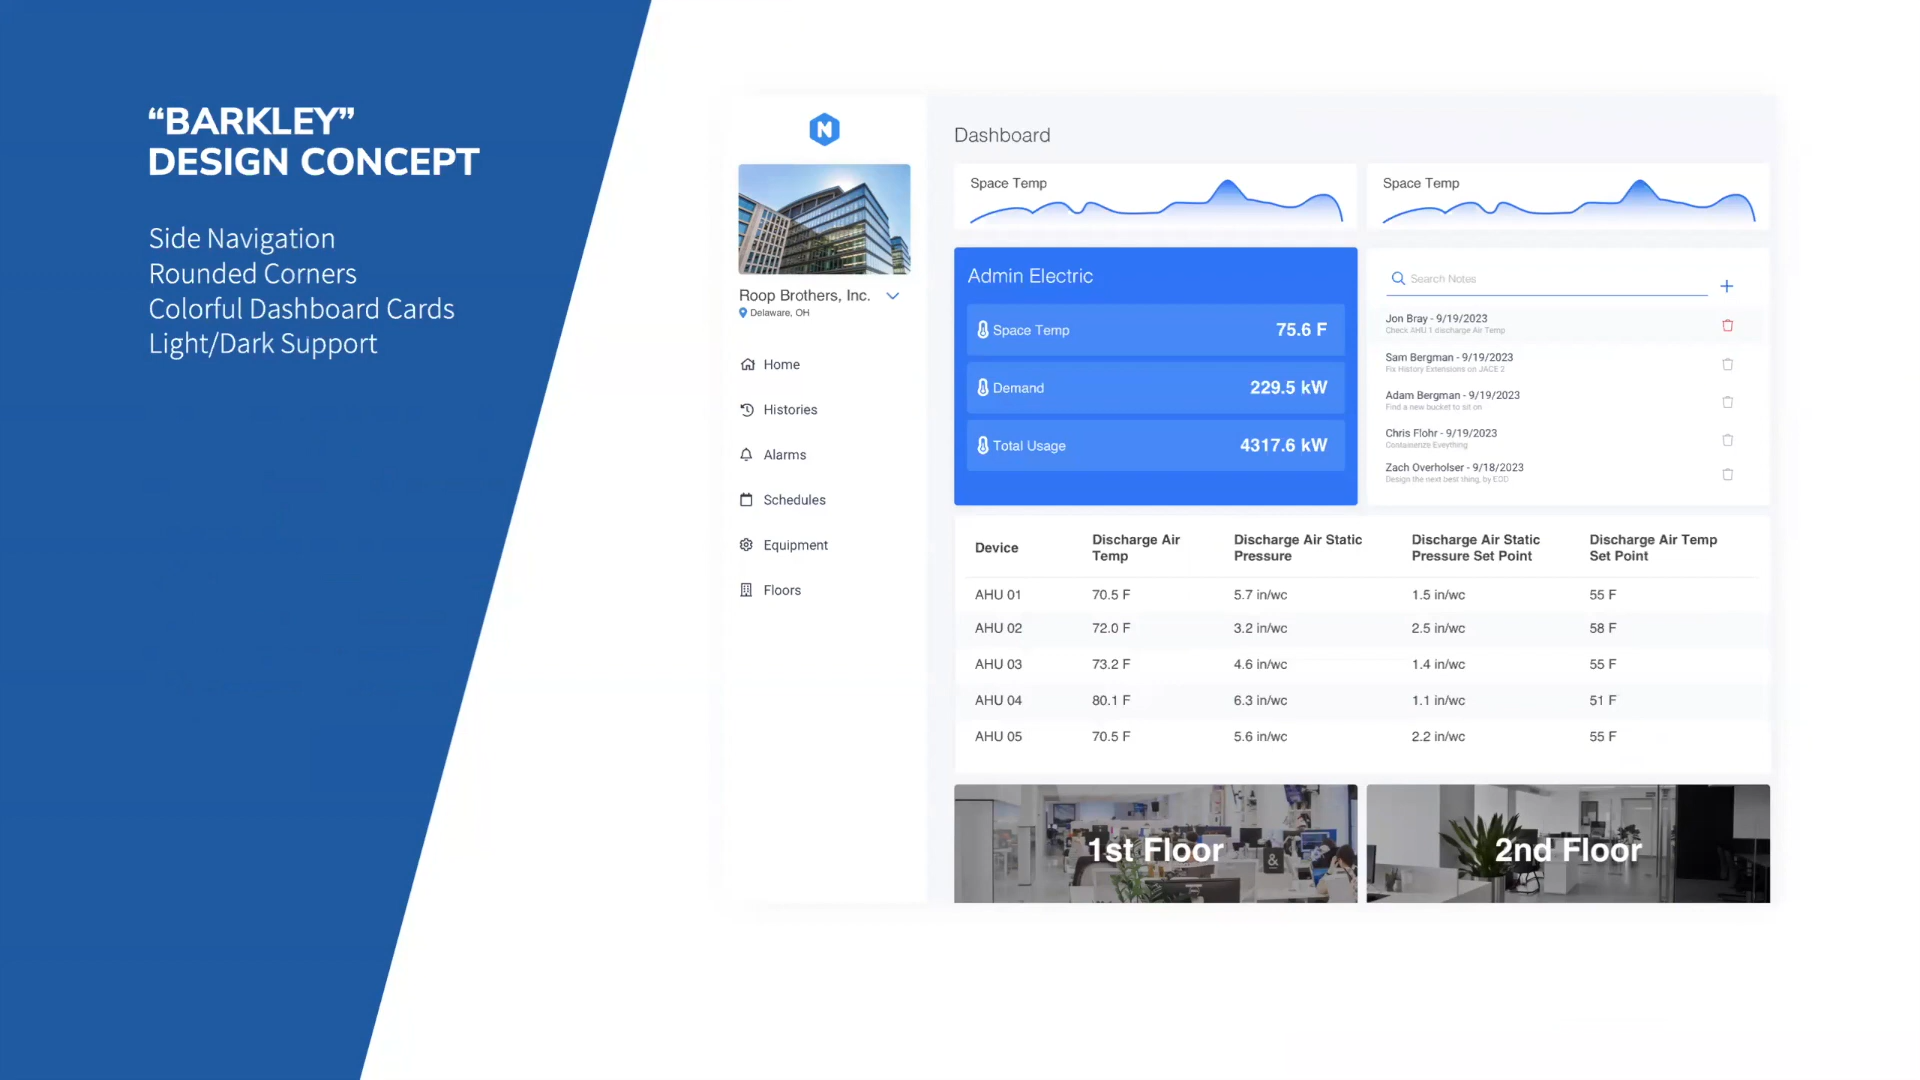 “BARKLEY”
DESIGN CONCEPT
Side Navigation
Rounded Corners
Colorful Dashboard Cards
Light/Dark Support
N
Roop Brothers, Inc.
Delaware, OH
Home
Histories
Alarms
Schedules
Equipment
Floors
Dashboard
Space Temp
Space Temp
Admin Electric
Space Temp 75.6 F
Demand 229.5 kW
Total Usage 4317.6 kW
Search Notes
+
Jon Bray - 9/19/2023
Check AHU 1 discharge Air Temp
Sam Bergman - 9/19/2023
Fix History Extensions on JACE 2
Adam Bergman - 9/19/2023
Find a new bucket to sit on
Chris Flohr - 9/19/2023
Zach Overholser - 9/18/2023
Design the next best thing, by EOD
Device Discharge Air Temp Discharge Air Static Pressure Discharge Air Static Pressure Set Point Discharge Air Temp Set Point
AHU 01 70.5 F 5.7 in/wc 1.5 in/wc 55 F
AHU 02 72.0 F 3.2 in/wc 2.5 in/wc 58 F
AHU 03 73.2 F 4.6 in/wc 1.4 in/wc 55 F
AHU 04 80.1 F 6.3 in/wc 1.1 in/wc 51 F
AHU 05 70.5 F 5.6 in/wc 2.2 in/wc 55 F
1st Floor
&
2nd Floor